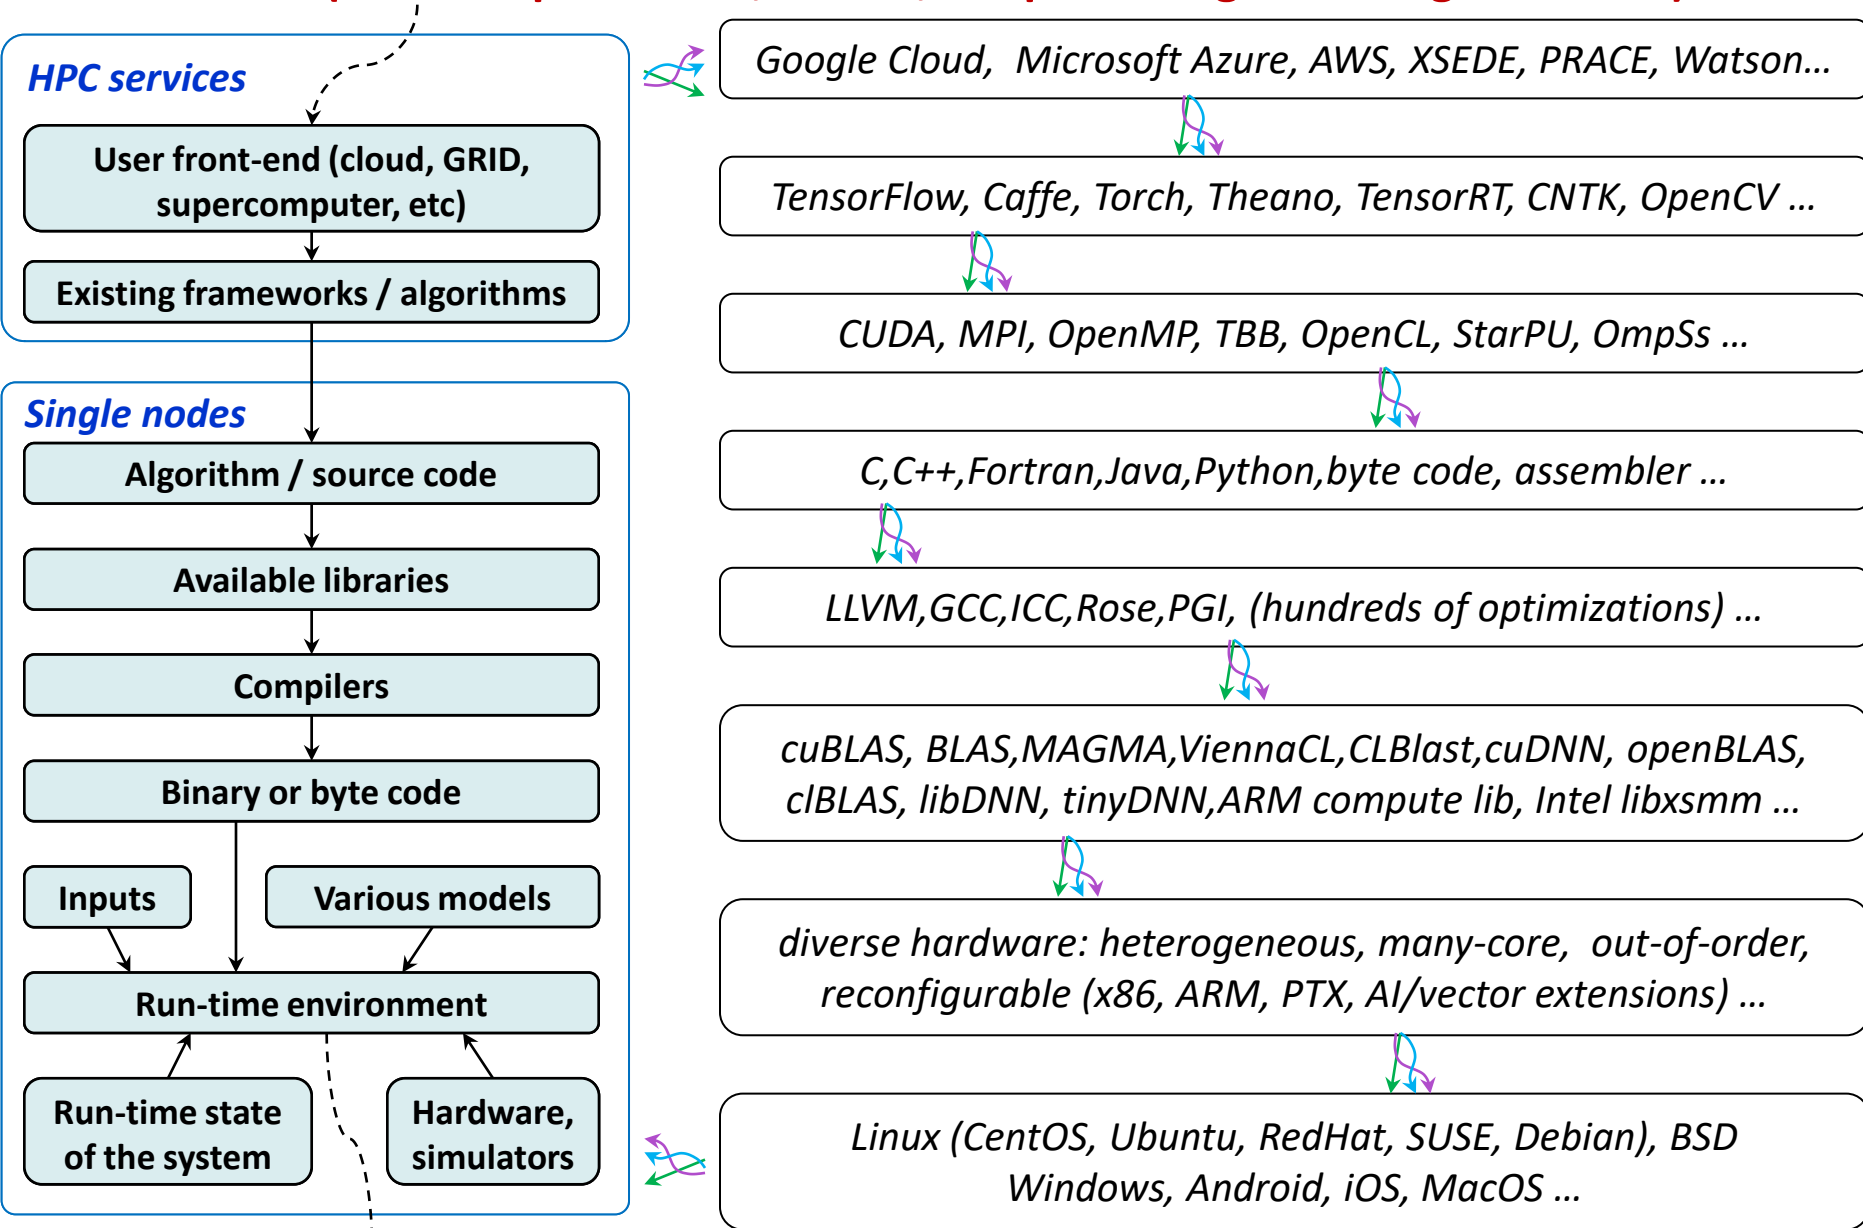 HPC services
User front-end (cloud, GRID,
supercomputer, etc)
Existing frameworks / algorithms
Single nodes
Algorithm / source code
Available libraries
Compilers
Binary or byte code
Inputs
Various models
Run-time environment
Run-time state
of the system
Hardware,
simulators
Google Cloud, Microsoft Azure, AWS, XSEDE, PRACE, Watson...
TensorFlow, Caffe, Torch, Theano, TensorRT, CNTK, OpenCV ...
CUDA, MPI, OpenMP, TBB, OpenCL, StarPU, OmpSs ...
C,C++,Fortran,Java,Python,byte code, assembler ...
LLVM,GCC,ICC,Rose,PGI, (hundreds of optimizations) ...
cuBLAS, BLAS,MAGMA,ViennaCL,CLBlast,cuDNN, openBLAS,
clBLAS, libDNN, tinyDNN,ARM compute lib, Intel libxsmm ...
diverse hardware: heterogeneous, many-core, out-of-order,
reconfigurable (x86, ARM, PTX, AI/vector extensions) ...
Linux (CentOS, Ubuntu, RedHat, SUSE, Debian), BSD
Windows, Android, iOS, MacOS ...